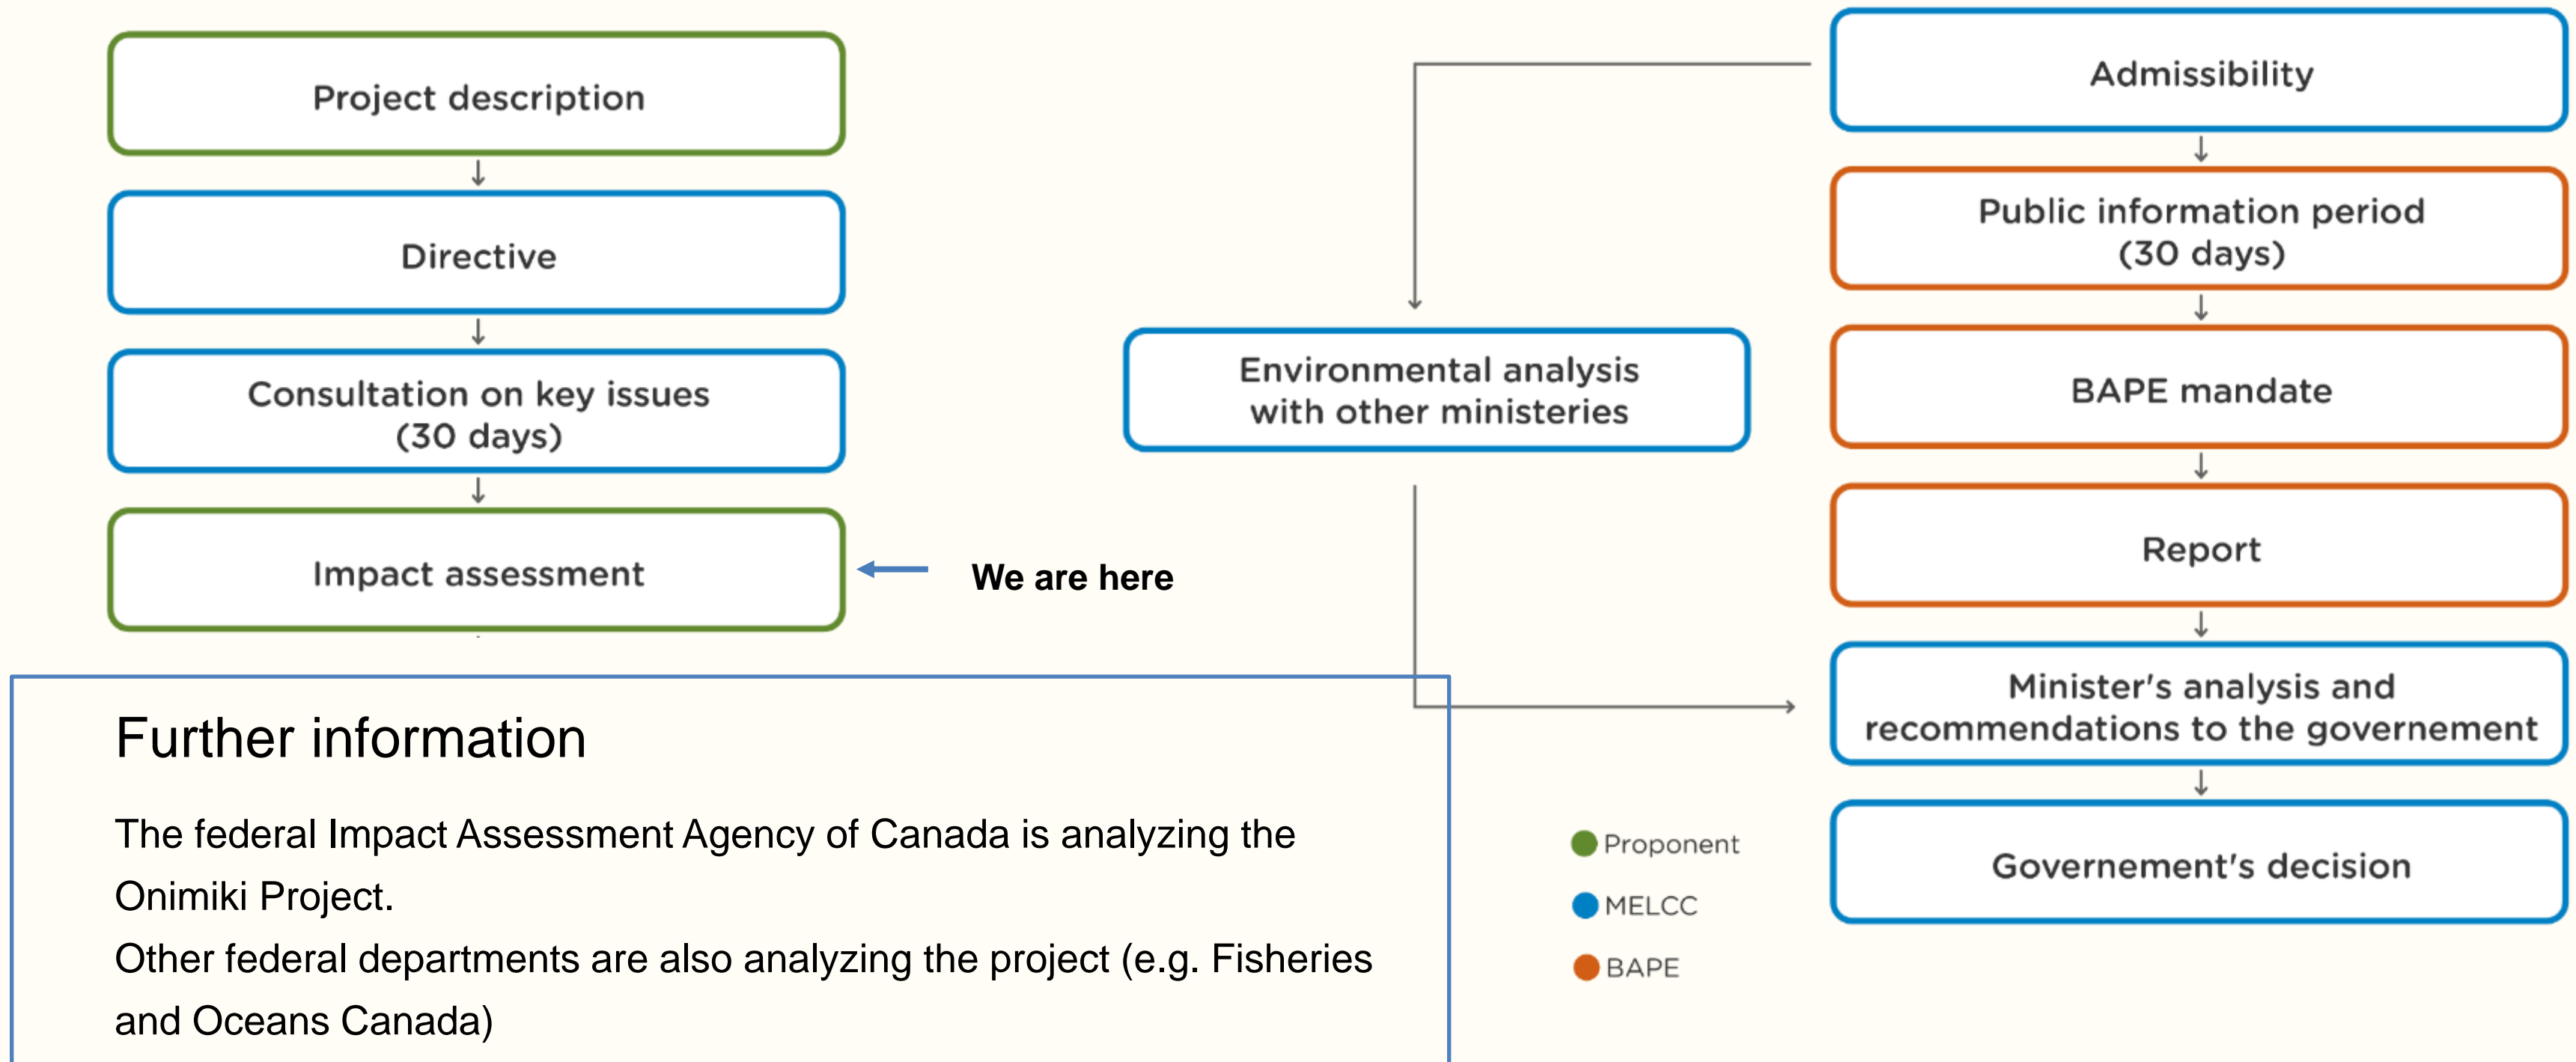 Project description
Directive
Consultation on key issues
(30 days)
Impact assessment
We are here
Environmental analysis
with other ministeries
Admissibility
Public information period
(30 days)
BAPE mandate
Report
Minister's analysis and
recommendations to the governement
Governement's decision
Further information
The federal Impact Assessment Agency of Canada is analyzing the
Onimiki Project.
Other federal departments are also analyzing the project (e.g. Fisheries
and Oceans Canada)
Proponent
MELCC
BAPE